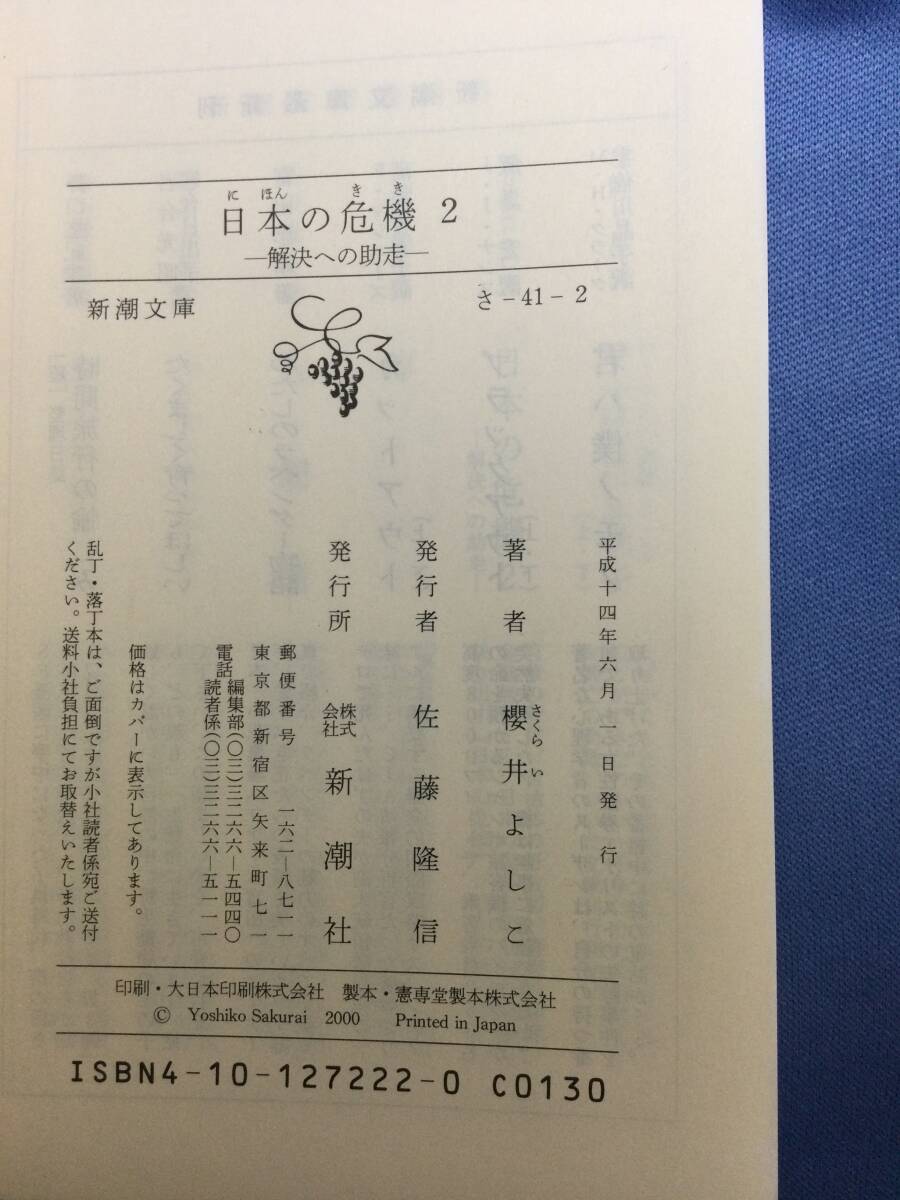 日本の危機 2
にほん きき
―解決への助走―
新潮文庫
さ-41-2
平成十四年六月一日発行
著者 櫻井よしこ
さくらい
発行者 佐藤隆信
発行所 株式会社 新潮社
郵便番号 一六二―八七一一
東京都新宿区矢来町七一
電話 編集部(〇三)三二六六―五四四〇
読者係(〇三)三二六六―五一一一
価格はカバーに表示してあります。
乱丁・落丁本は、ご面倒ですが小社読者係宛ご送付
ください。送料小社負担にてお取替えいたします。
印刷・大日本印刷株式会社 製本・憲専堂製本株式会社
© Yoshiko Sakurai 2000 Printed in Japan
ISBN4-10-127222-0 C0130